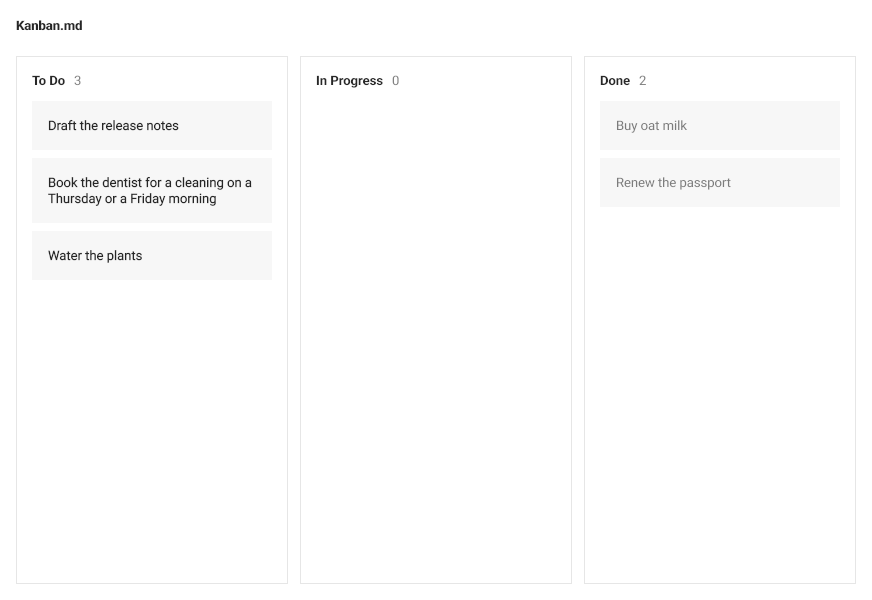 Kanban.md
To Do 3
Draft the release notes
Book the dentist for a cleaning on a
Thursday or a Friday morning
Water the plants
In Progress 0
Done 2
Buy oat milk
Renew the passport